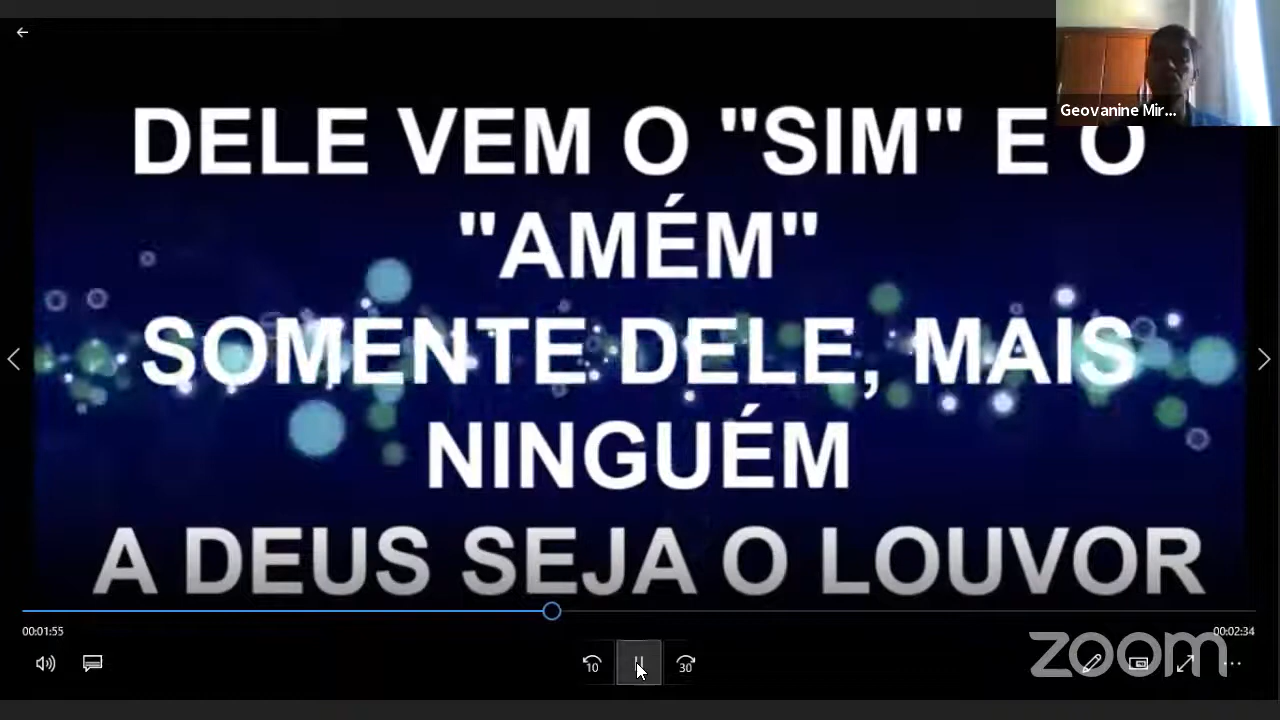 Geovanine Mir...
DELE VEM O "SIM" E O
"AMÉM"
SOMENTE DELE, MAIS
NINGUÉM
A DEUS SEJA O LOUVOR
00:01:55
00:02:34
10
30
zoom